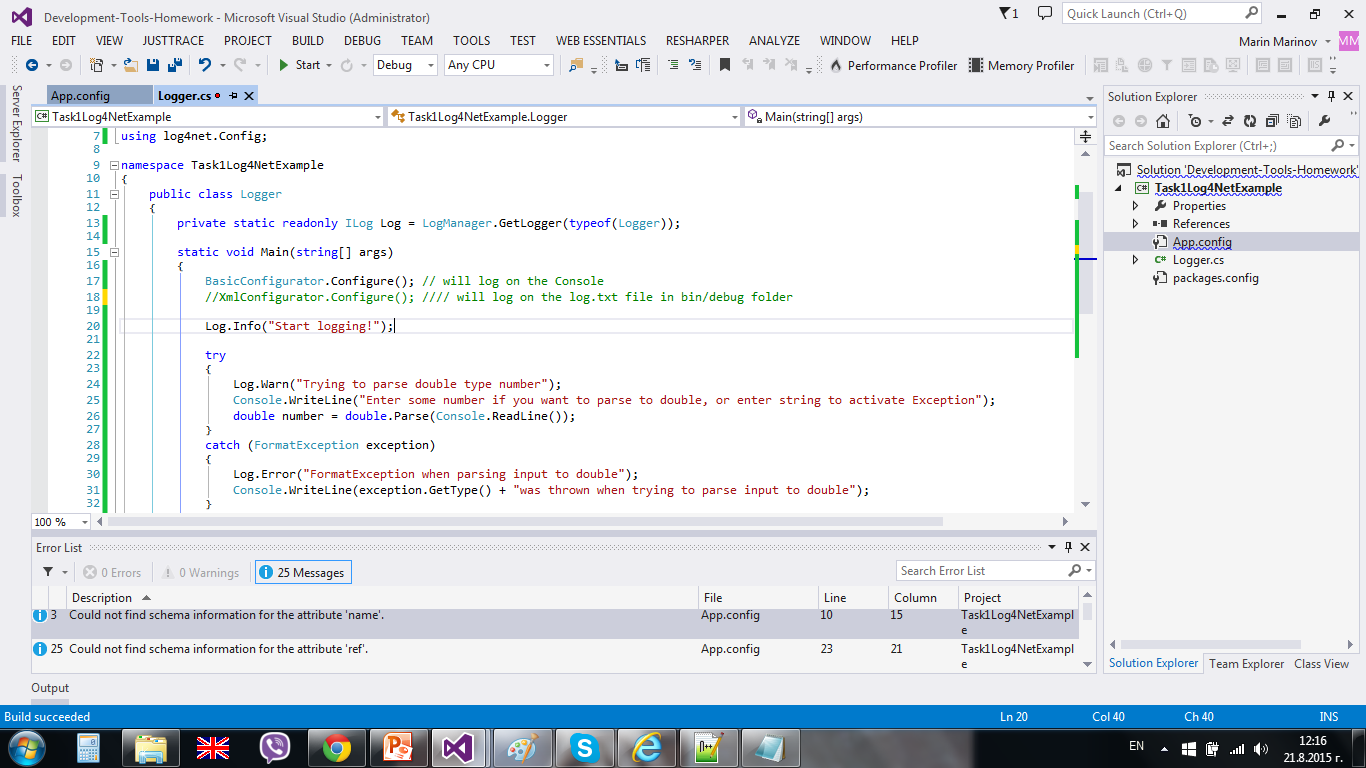 Development-Tools-Homework - Microsoft Visual Studio (Administrator)
1
Quick Launch (Ctrl+Q)
FILE EDIT VIEW JUSTTRACE PROJECT BUILD DEBUG TEAM TOOLS TEST WEB ESSENTIALS RESHARPER ANALYZE WINDOW HELP
Marin Marinov MM
Start Debug Any CPU Performance Profiler Memory Profiler
Server Explorer
Toolbox
App.config Logger.cs
Task1Log4NetExample Task1Log4NetExample.Logger Main(string[] args)
7 using log4net.Config;
8
9 namespace Task1Log4NetExample
10 {
11 public class Logger
12 {
13 private static readonly ILog Log = LogManager.GetLogger(typeof(Logger));
14
15 static void Main(string[] args)
16 {
17 BasicConfigurator.Configure(); // will log on the Console
18 //XmlConfigurator.Configure(); //// will log on the log.txt file in bin/debug folder
19
20 Log.Info("Start logging!");
21
22 try
23 {
24 Log.Warn("Trying to parse double type number");
25 Console.WriteLine("Enter some number if you want to parse to double, or enter string to activate Exception");
26 double number = double.Parse(Console.ReadLine());
27 }
28 catch (FormatException exception)
29 {
30 Log.Error("FormatException when parsing input to double");
31 Console.WriteLine(exception.GetType() + "was thrown when trying to parse input to double");
32 }
100 %
Solution Explorer
Search Solution Explorer (Ctrl+;)
Solution 'Development-Tools-Homework'
Task1Log4NetExample
Properties
References
App.config
C# Logger.cs
packages.config
Solution Explorer Team Explorer Class View
Error List
0 Errors 0 Warnings 25 Messages
Search Error List
Description File Line Column Project
3 Could not find schema information for the attribute 'name'. App.config 10 15 Task1Log4NetExampl
e
25 Could not find schema information for the attribute 'ref'. App.config 23 21 Task1Log4NetExampl
e
Output
Build succeeded Ln 20 Col 40 Ch 40 INS
EN
12:16
21.8.2015 г.